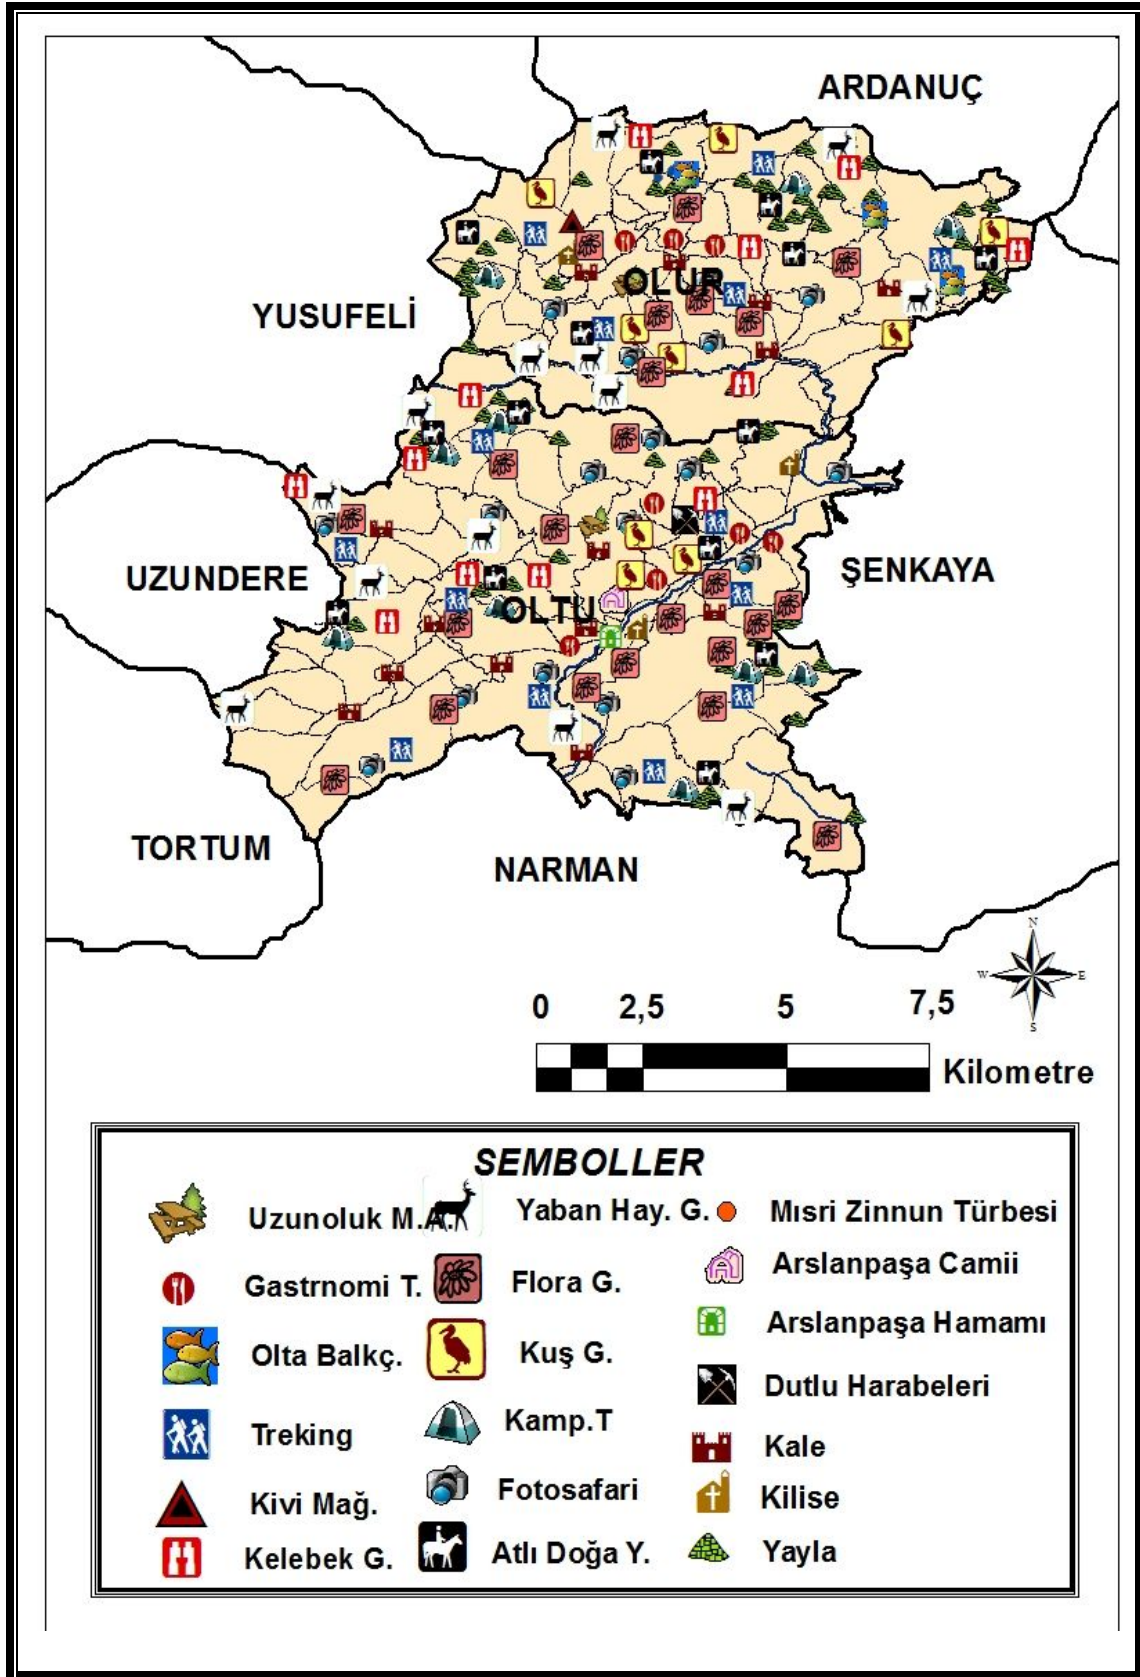 ARDANUÇ
OLUR
YUSUFELİ
UZUNDERE
ŞENKAYA
OLTU
TORTUM
NARMAN
N
W E
S
0 2,5 5 7,5
Kilometre
SEMBOLLER
Uzunoluk M.A.
Gastrnomi T.
Olta Balkç.
Treking
Kivi Mağ.
Kelebek G.
Yaban Hay. G.
Flora G.
Kuş G.
Kamp.T
Fotosafari
Atlı Doğa Y.
Mısri Zinnun Türbesi
Arslanpaşa Camii
Arslanpaşa Hamamı
Dutlu Harabeleri
Kale
Kilise
Yayla